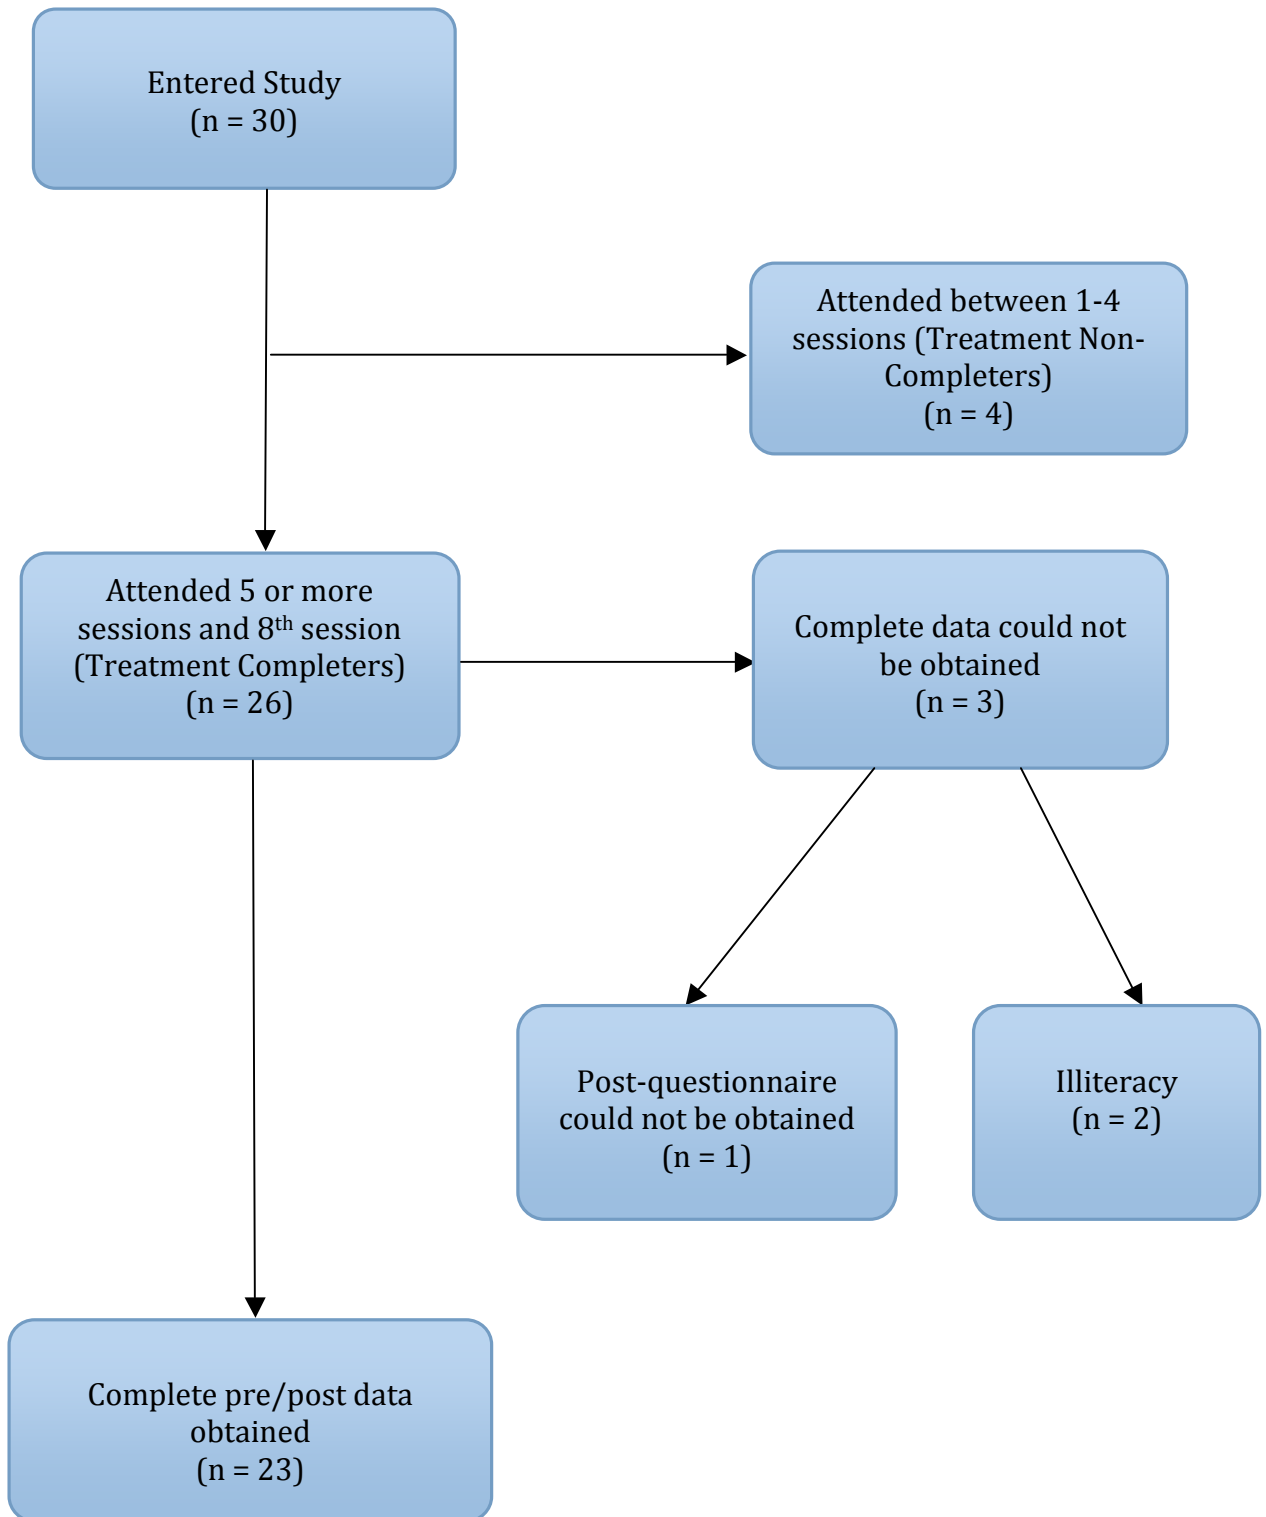 Entered Study
(n = 30)
Attended between 1-4
sessions (Treatment Non-
Completers)
(n = 4)
Attended 5 or more
sessions and 8th session
(Treatment Completers)
(n = 26)
Complete data could not
be obtained
(n = 3)
Post-questionnaire
could not be obtained
(n = 1)
Illiteracy
(n = 2)
Complete pre/post data
obtained
(n = 23)